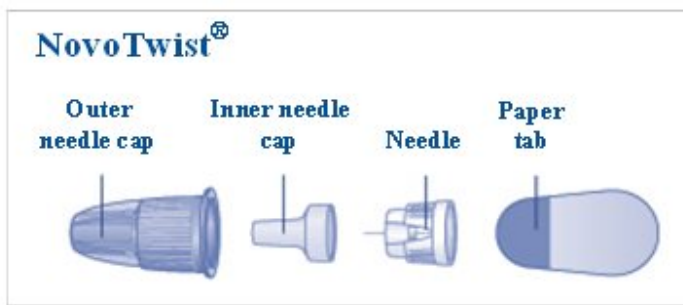 NovoTwist®
Outer
needle cap
Inner needle
cap
Needle
Paper
tab